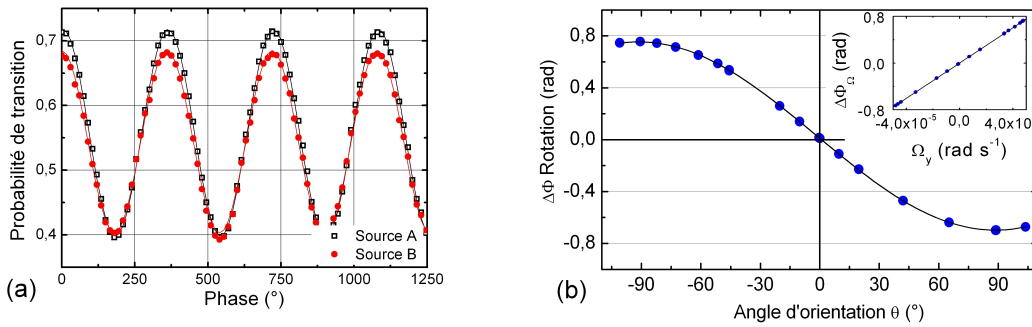 Probabilité de transition
0,7
0,6
0,5
0,4
0
250
500
750
1000
1250
Phase (°)
Source A
Source B
(a)
ΔΦ Rotation (rad)
0,8
0,4
0,0
-0,4
-0,8
-90
-60
-30
0
30
60
90
Angle d'orientation θ (°)
ΔΦΩ (rad)
0,8
0,0
-0,8
-4,0x10-5
0,0
4,0x10
Ωy (rad s-1)
(b)